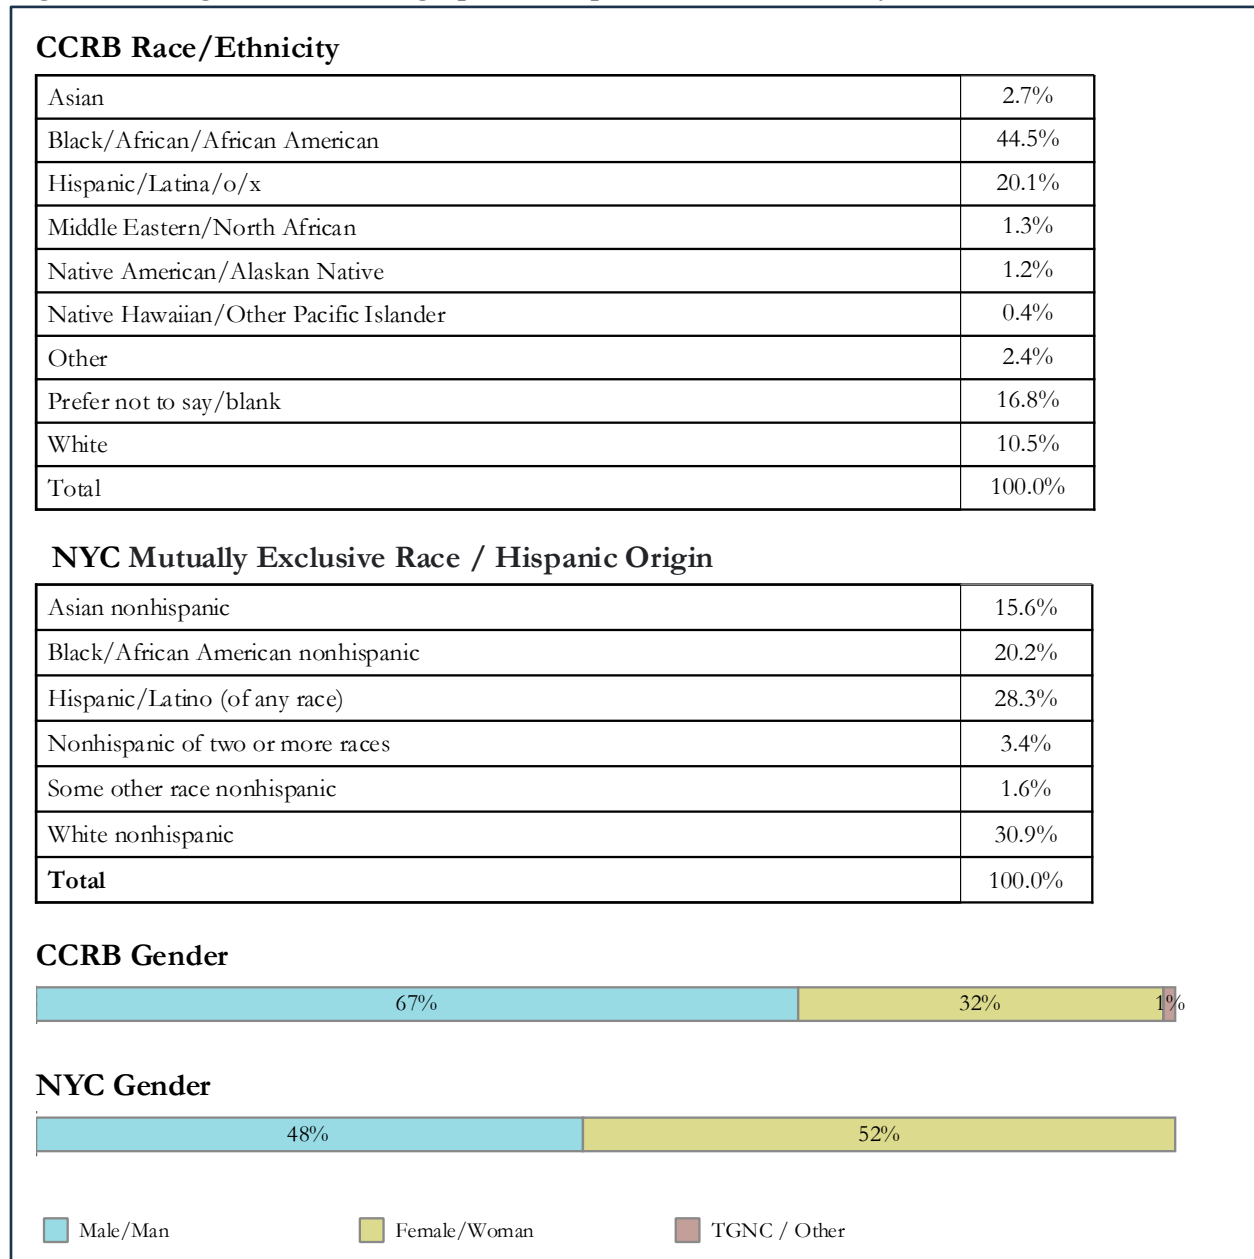 CCRB Race/Ethnicity
Asian 2.7%
Black/African/African American 44.5%
Hispanic/Latina/o/x 20.1%
Middle Eastern/North African 1.3%
Native American/Alaskan Native 1.2%
Native Hawaiian/Other Pacific Islander 0.4%
Other 2.4%
Prefer not to say/blank 16.8%
White 10.5%
Total 100.0%
NYC Mutually Exclusive Race / Hispanic Origin
Asian nonhispanic 15.6%
Black/African American nonhispanic 20.2%
Hispanic/Latino (of any race) 28.3%
Nonhispanic of two or more races 3.4%
Some other race nonhispanic 1.6%
White nonhispanic 30.9%
Total 100.0%
CCRB Gender
67% 32% 1%
NYC Gender
48% 52%
Male/Man Female/Woman TGNC / Other